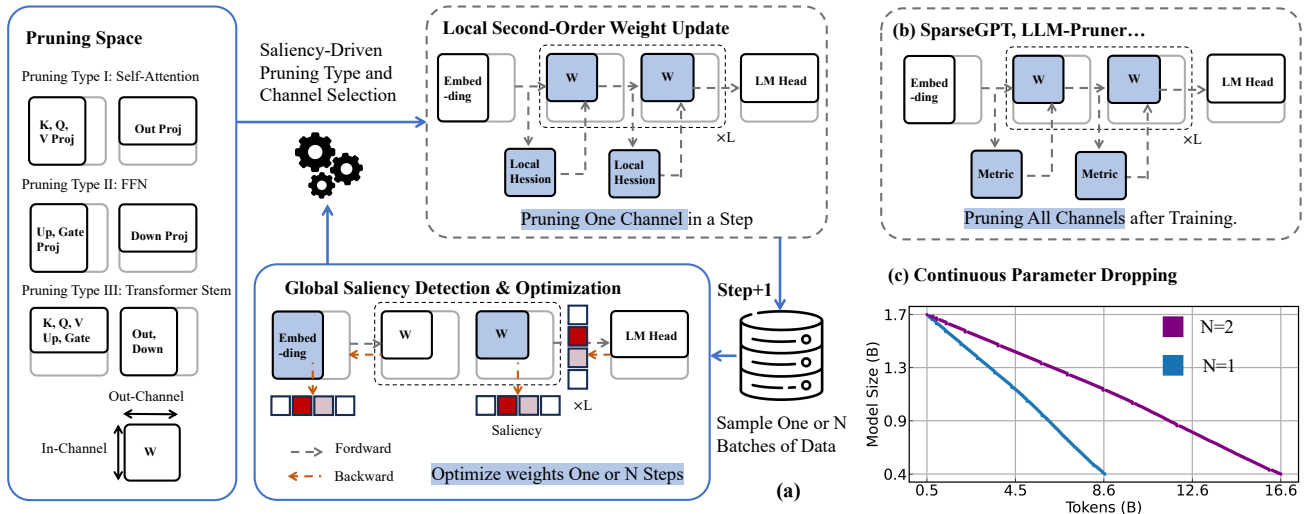 Pruning Space
Pruning Type I: Self-Attention
K, Q,
V Proj
Out Proj
Pruning Type II: FFN
Up, Gate
Proj
Down Proj
Pruning Type III: Transformer Stem
K, Q, V
Up, Gate
Out,
Down
Out-Channel
In-Channel
W
Saliency-Driven
Pruning Type and
Channel Selection
Local Second-Order Weight Update
Embed
-ding
W
W
LM Head
×L
Local
Hession
Local
Hession
Pruning One Channel in a Step
Global Saliency Detection & Optimization
Embed
-ding
W
W
LM Head
×L
Saliency
Fordward
Backward
Optimize weights One or N Steps
Step+1
Sample One or N
Batches of Data
(a)
(b) SparseGPT, LLM-Pruner…
Embed
-ding
W
W
LM Head
×L
Metric
Metric
Pruning All Channels after Training.
(c) Continuous Parameter Dropping
Model Size (B)
1.7
1.3
0.9
0.4
N=2
N=1
0.5
4.5
8.6
12.6
16.6
Tokens (B)